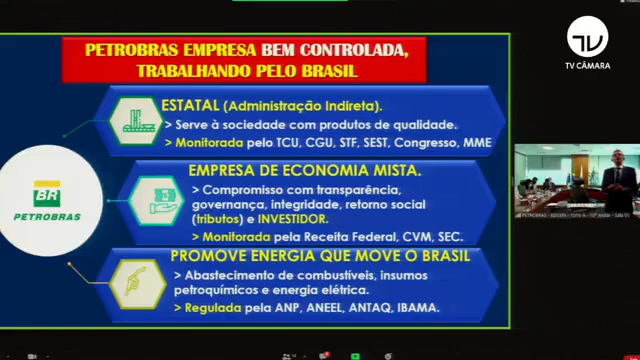 PETROBRAS EMPRESA BEM CONTROLADA,
TRABALHANDO PELO BRASIL
TV CÂMARA
ESTATAL (Administração Indireta).
> Serve à sociedade com produtos de qualidade.
> Monitorada pelo TCU, CGU, STF, SEST, Congresso, MME
EMPRESA DE ECONOMIA MISTA.
> Compromisso com transparência,
governança, integridade, retorno social
(tributos) e INVESTIDOR.
> Monitorada pela Receita Federal, CVM, SEC.
BR
PETROBRAS
PROMOVE ENERGIA QUE MOVE O BRASIL
> Abastecimento de combustíveis, insumos
petroquímicos e energia elétrica.
> Regulada pela ANP, ANEEL, ANTAQ, IBAMA.